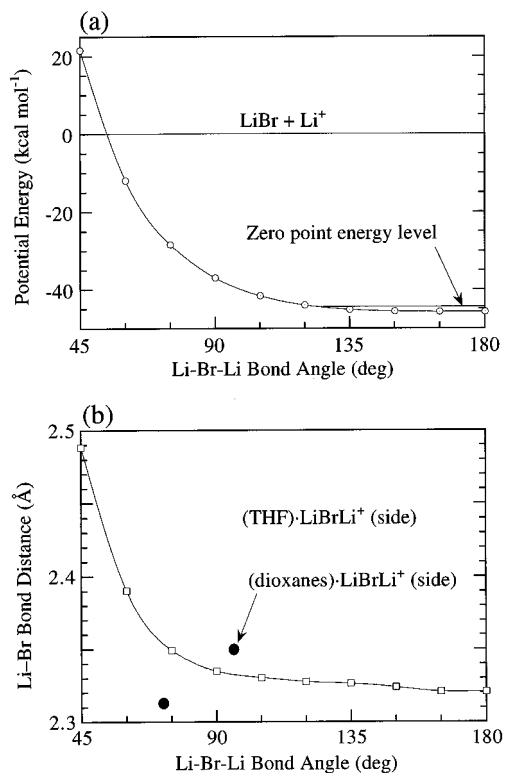 (a)
20
0
-20
-40
Potential Energy (kcal mol⁻¹)
LiBr + Li⁺
Zero point energy level
45 90 135 180
Li-Br-Li Bond Angle (deg)
(b)
2.5
2.4
2.3
Li–Br Bond Distance (Å)
(THF)·LiBrLi⁺ (side)
(dioxanes)·LiBrLi⁺ (side)
45 90 135 180
Li-Br-Li Bond Angle (deg)